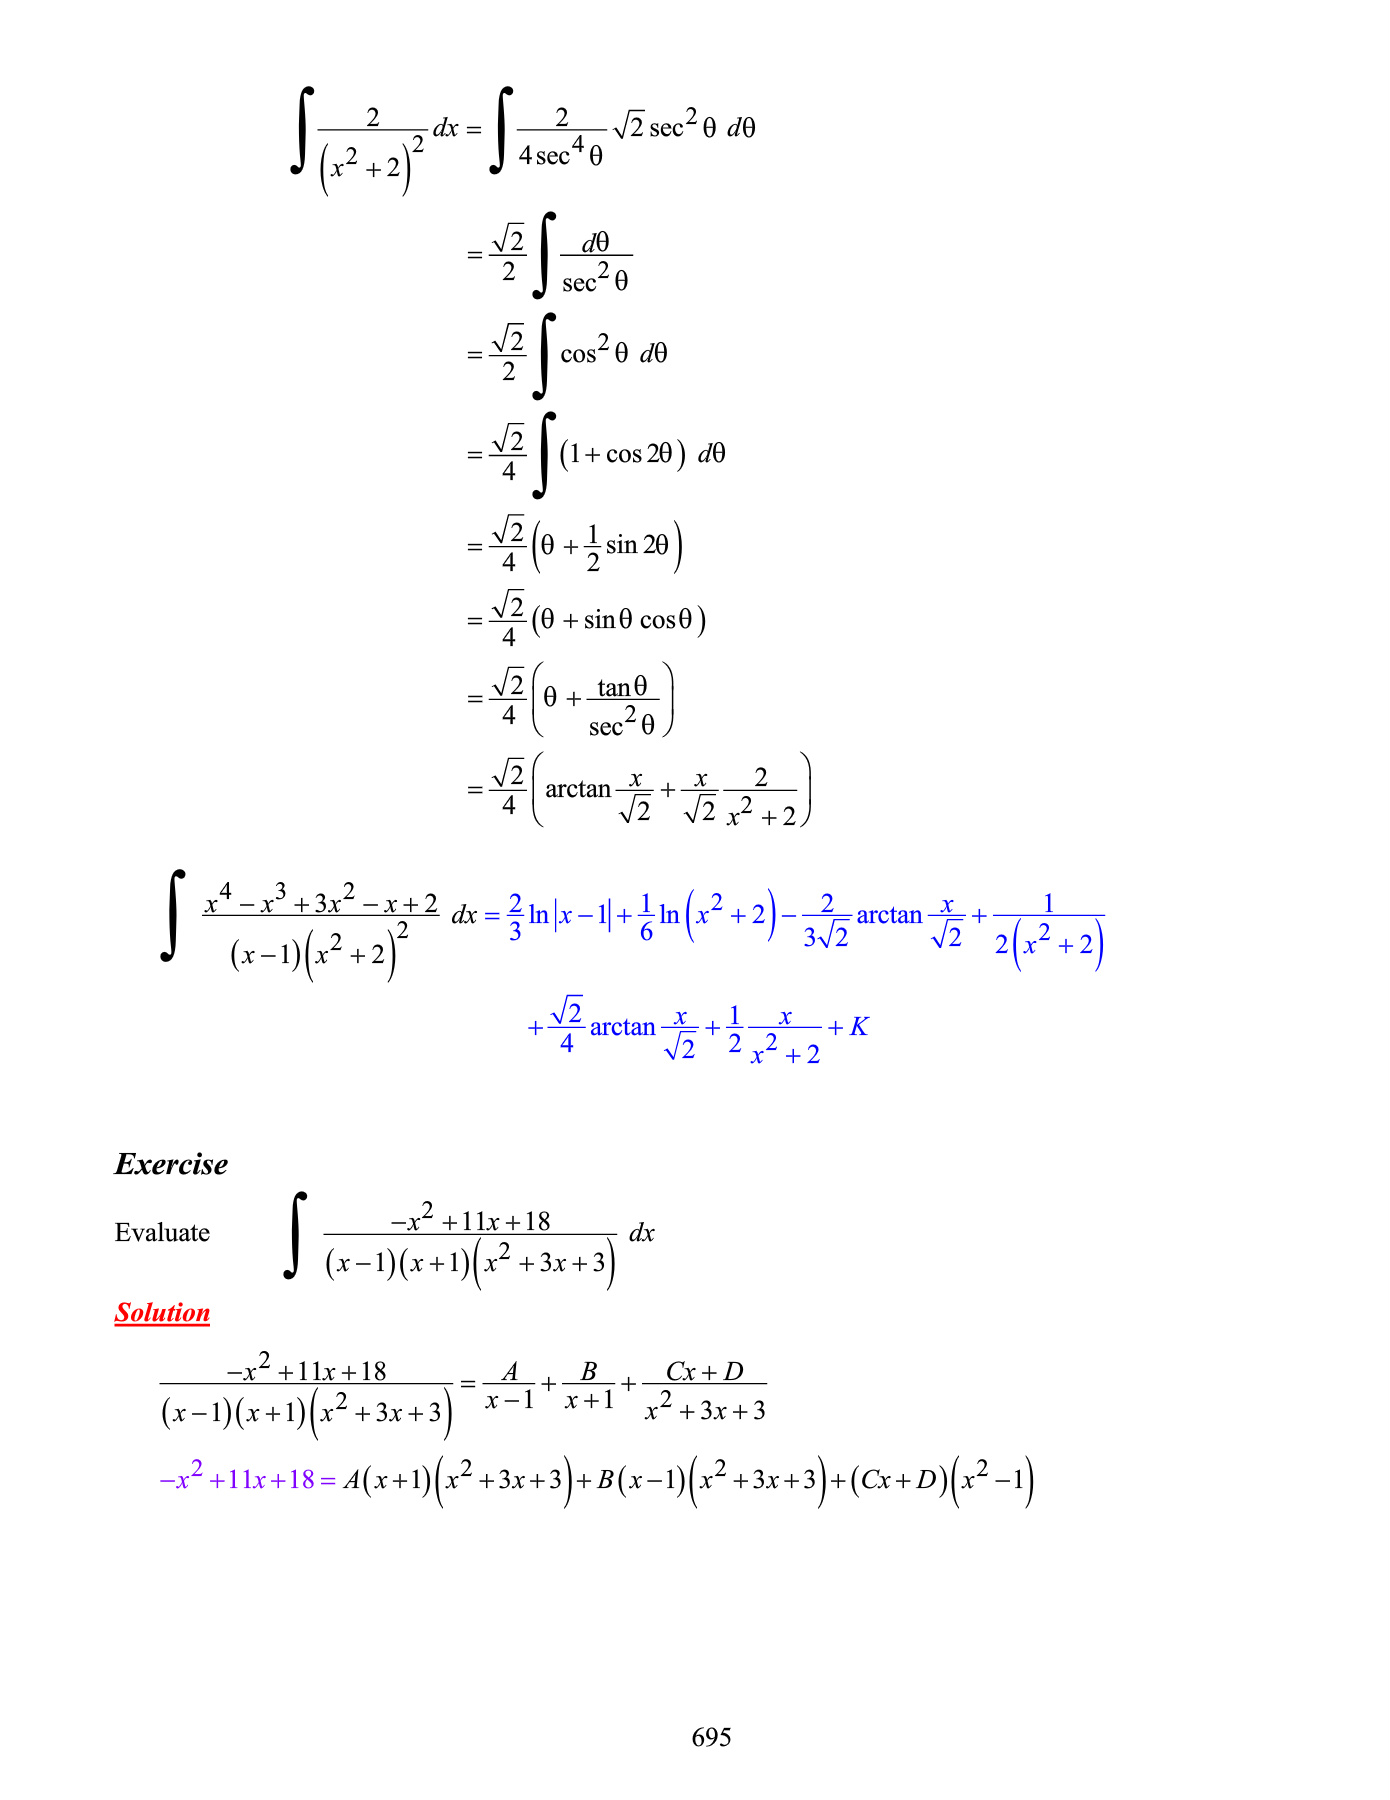 ∫ 2/(x² + 2)² dx = ∫ 2/(4 sec⁴ θ) √2 sec² θ dθ
= √2/2 ∫ dθ/(sec² θ)
= √2/2 ∫ cos² θ dθ
= √2/4 ∫ (1 + cos 2θ) dθ
= √2/4 (θ + 1/2 sin 2θ)
= √2/4 (θ + sin θ cos θ)
= √2/4 (θ + tan θ/(sec² θ))
= √2/4 (arctan x/√2 + x/√2 2/(x² + 2))
∫ (x⁴ − x³ + 3x² − x + 2)/((x − 1)(x² + 2)²) dx = 2/3 ln|x − 1| + 1/6 ln(x² + 2) − 2/(3√2) arctan x/√2 + 1/(2(x² + 2))
+ √2/4 arctan x/√2 + 1/2 x/(x² + 2) + K
Exercise
Evaluate ∫ (−x² + 11x + 18)/((x − 1)(x + 1)(x² + 3x + 3)) dx
Solution
(−x² + 11x + 18)/((x − 1)(x + 1)(x² + 3x + 3)) = A/(x − 1) + B/(x + 1) + (Cx + D)/(x² + 3x + 3)
−x² + 11x + 18 = A(x + 1)(x² + 3x + 3) + B(x − 1)(x² + 3x + 3) + (Cx + D)(x² − 1)
695